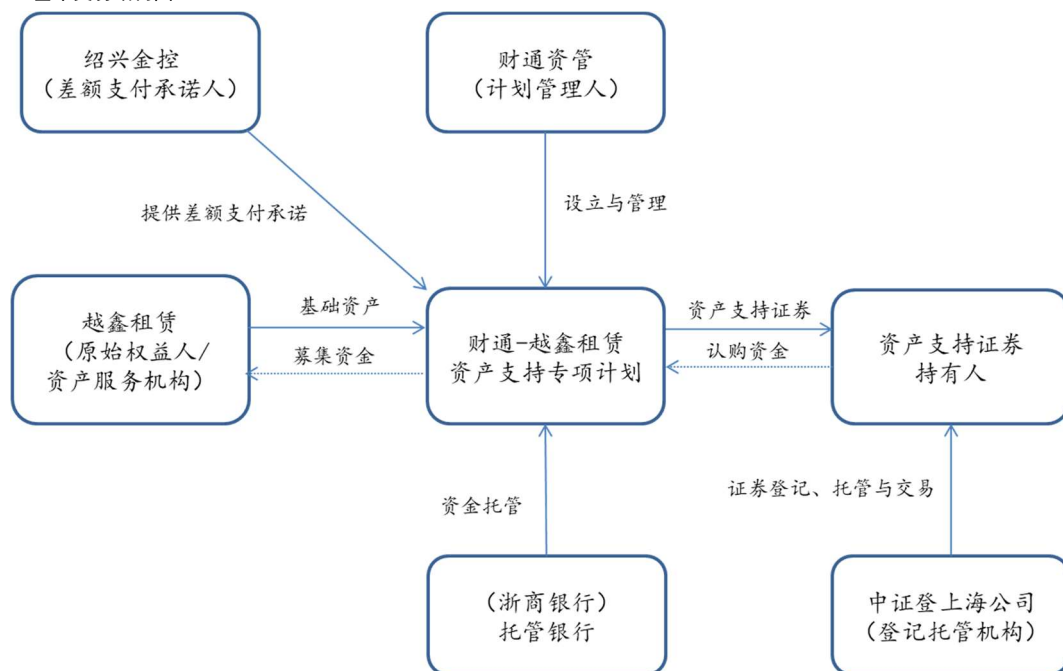 绍兴金控
（差额支付承诺人）
财通资管
（计划管理人）
提供差额支付承诺
设立与管理
越鑫租赁
（原始权益人/
资产服务机构）
基础资产
募集资金
财通-越鑫租赁
资产支持专项计划
资产支持证券
认购资金
资产支持证券
持有人
资金托管
证券登记、托管与交易
（浙商银行）
托管银行
中证登上海公司
（登记托管机构）